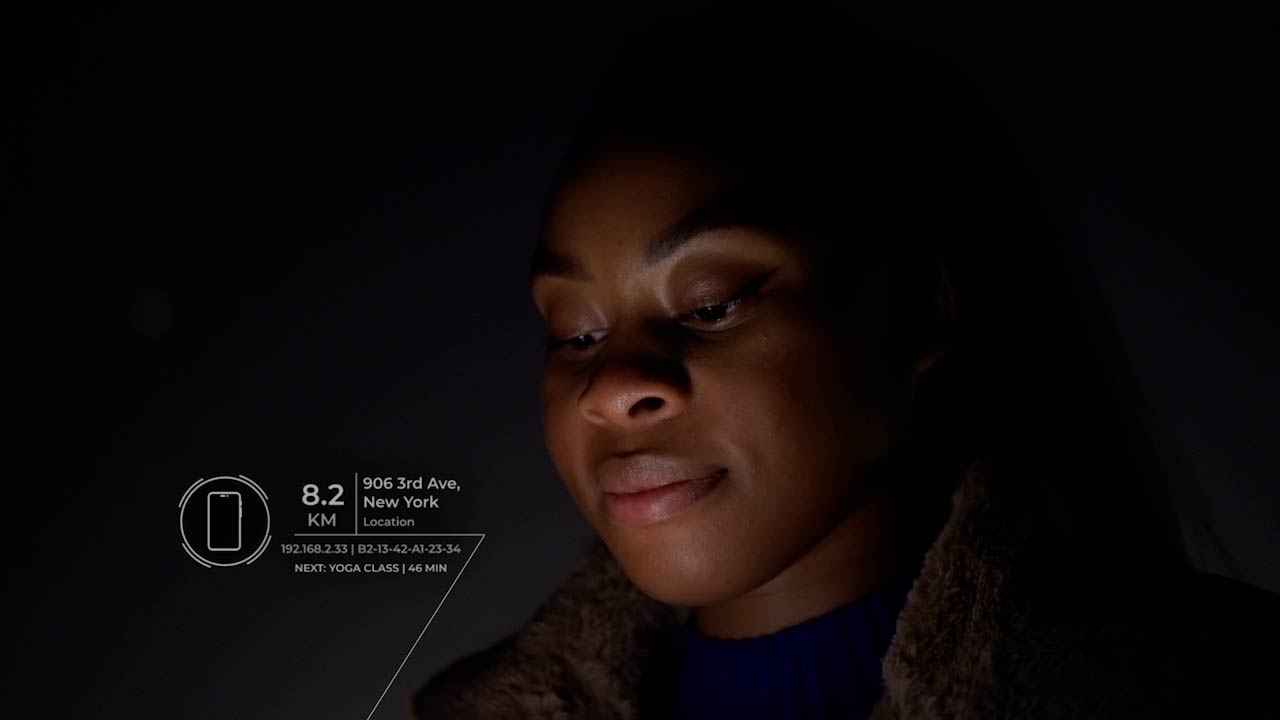 8.2
KM
906 3rd Ave,
New York
Location
192.168.2.33 | B2-13-42-A1-23-34
NEXT: YOGA CLASS | 46 MIN